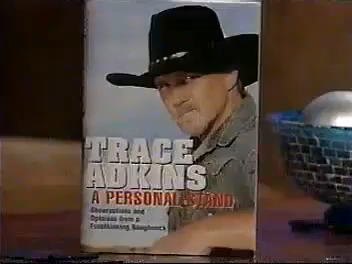 TRACE
ADKINS
A PERSONAL STAND
Observations and
Opinions from a
Freethinking Roughneck